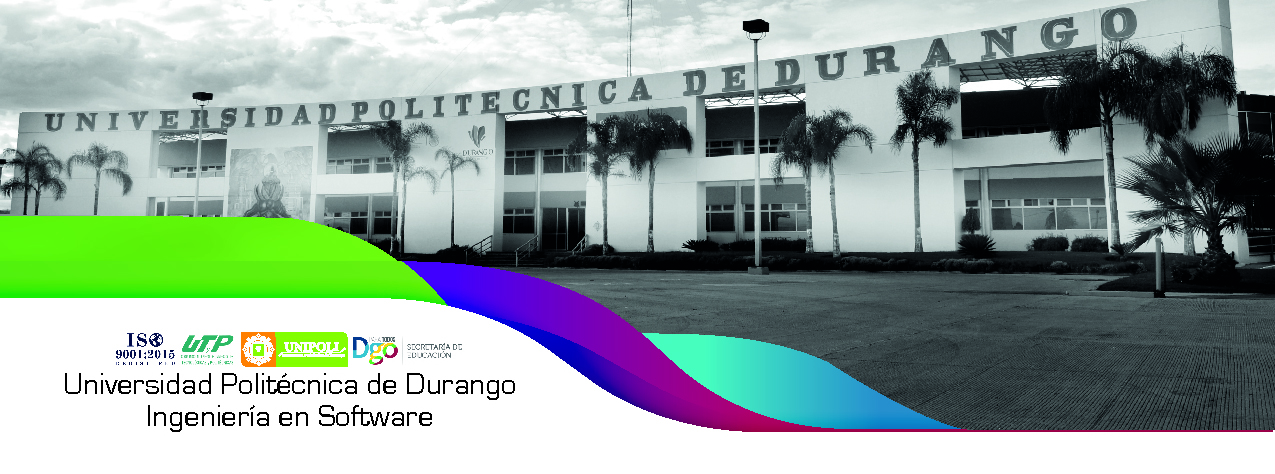 UNIVERSIDAD POLITECNICA DE DURANGO
DURANGO
ISO
9001:2015
UTP
UNIPOLI
Dgo
SECRETARÍA DE
EDUCACIÓN
Universidad Politécnica de Durango
Ingeniería en Software